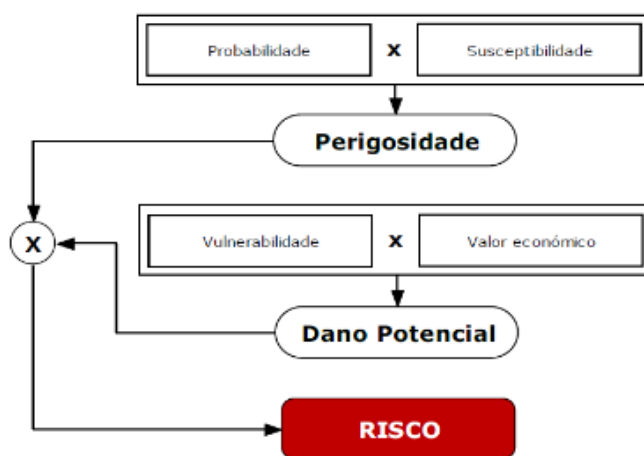 Probabilidade x Susceptibilidade
Perigosidade
X
Vulnerabilidade x Valor económico
Dano Potencial
RISCO